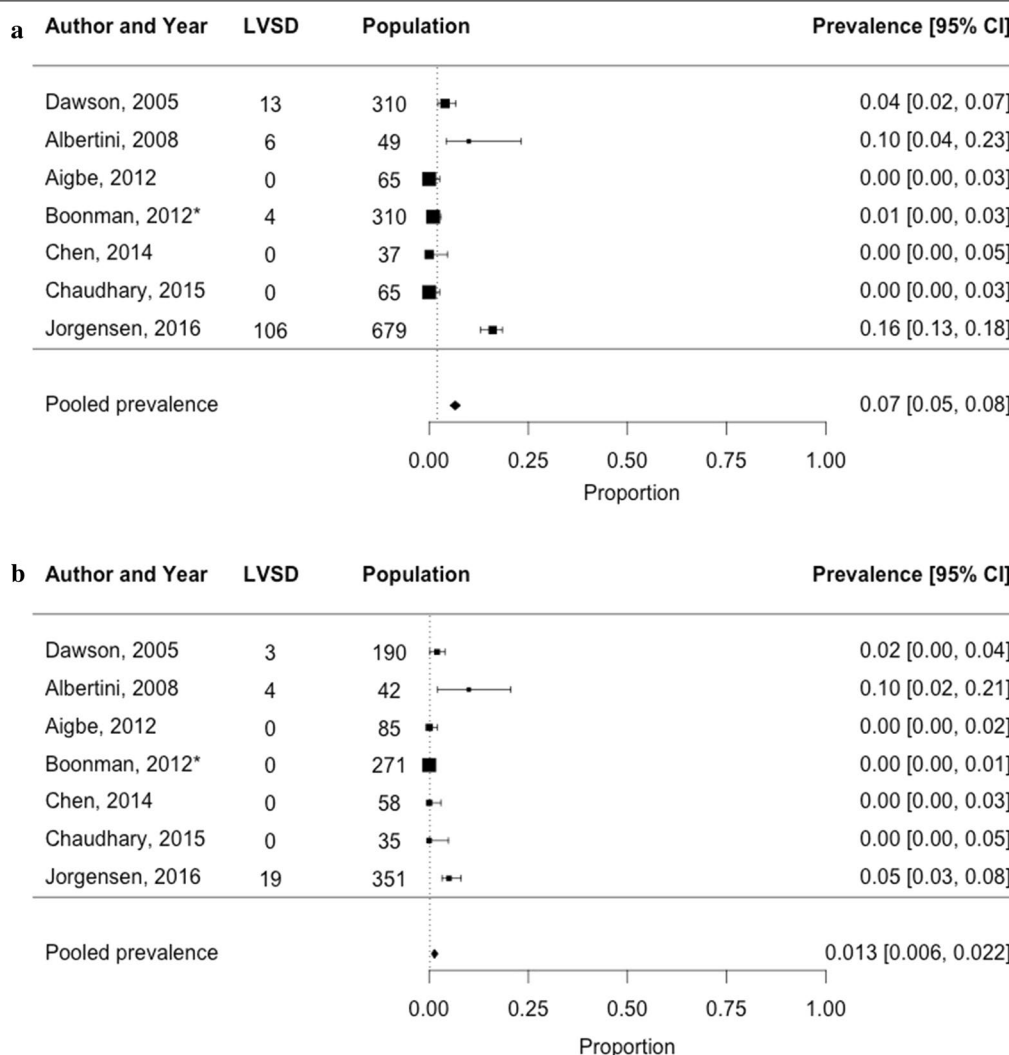 a Author and Year LVSD Population Prevalence [95% CI]
Dawson, 2005 13 310 0.04 [0.02, 0.07]
Albertini, 2008 6 49 0.10 [0.04, 0.23]
Aigbe, 2012 0 65 0.00 [0.00, 0.03]
Boonman, 2012* 4 310 0.01 [0.00, 0.03]
Chen, 2014 0 37 0.00 [0.00, 0.05]
Chaudhary, 2015 0 65 0.00 [0.00, 0.03]
Jorgensen, 2016 106 679 0.16 [0.13, 0.18]
Pooled prevalence 0.07 [0.05, 0.08]
0.00 0.25 0.50 0.75 1.00
Proportion
b Author and Year LVSD Population Prevalence [95% CI]
Dawson, 2005 3 190 0.02 [0.00, 0.04]
Albertini, 2008 4 42 0.10 [0.02, 0.21]
Aigbe, 2012 0 85 0.00 [0.00, 0.02]
Boonman, 2012* 0 271 0.00 [0.00, 0.01]
Chen, 2014 0 58 0.00 [0.00, 0.03]
Chaudhary, 2015 0 35 0.00 [0.00, 0.05]
Jorgensen, 2016 19 351 0.05 [0.03, 0.08]
Pooled prevalence 0.013 [0.006, 0.022]
0.00 0.25 0.50 0.75 1.00
Proportion